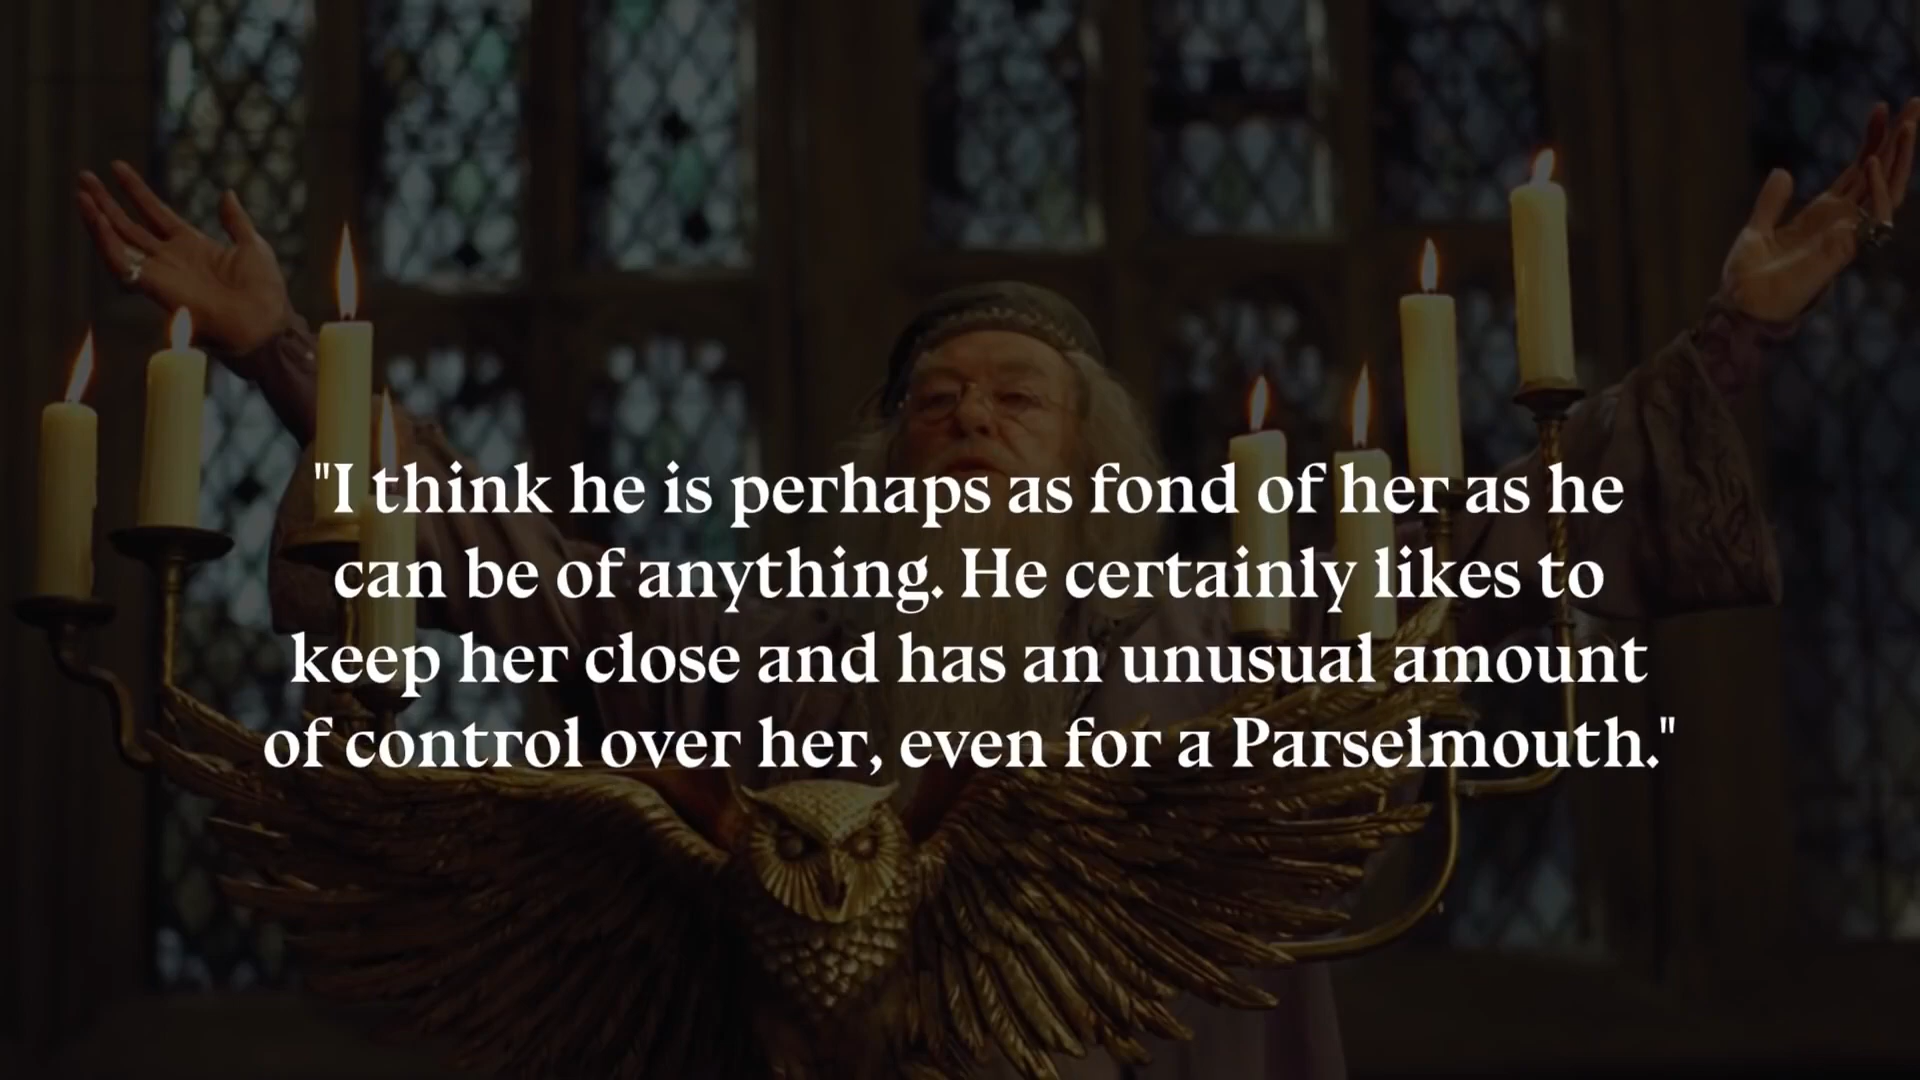 "I think he is perhaps as fond of her as he
can be of anything. He certainly likes to
keep her close and has an unusual amount
of control over her, even for a Parselmouth."